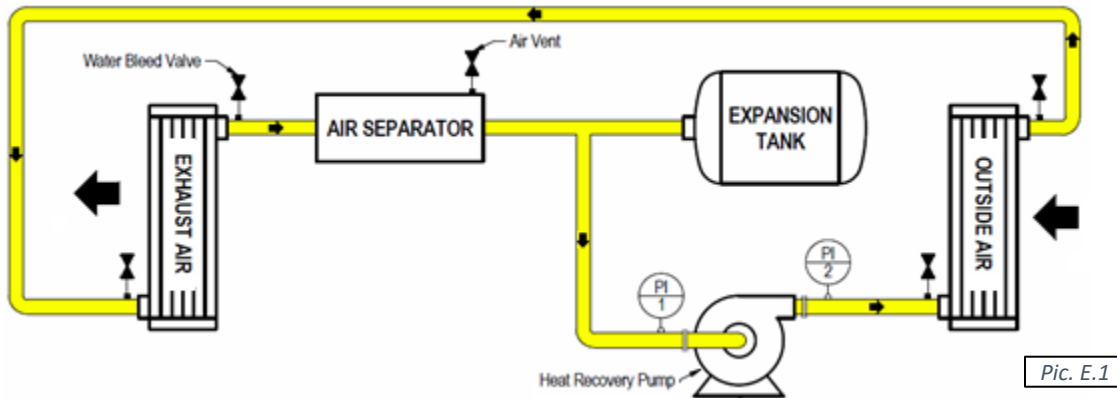 Water Bleed Valve
Air Vent
EXHAUST AIR
AIR SEPARATOR
EXPANSION
TANK
OUTSIDE AIR
PI
1
PI
2
Heat Recovery Pump
Pic. E.1